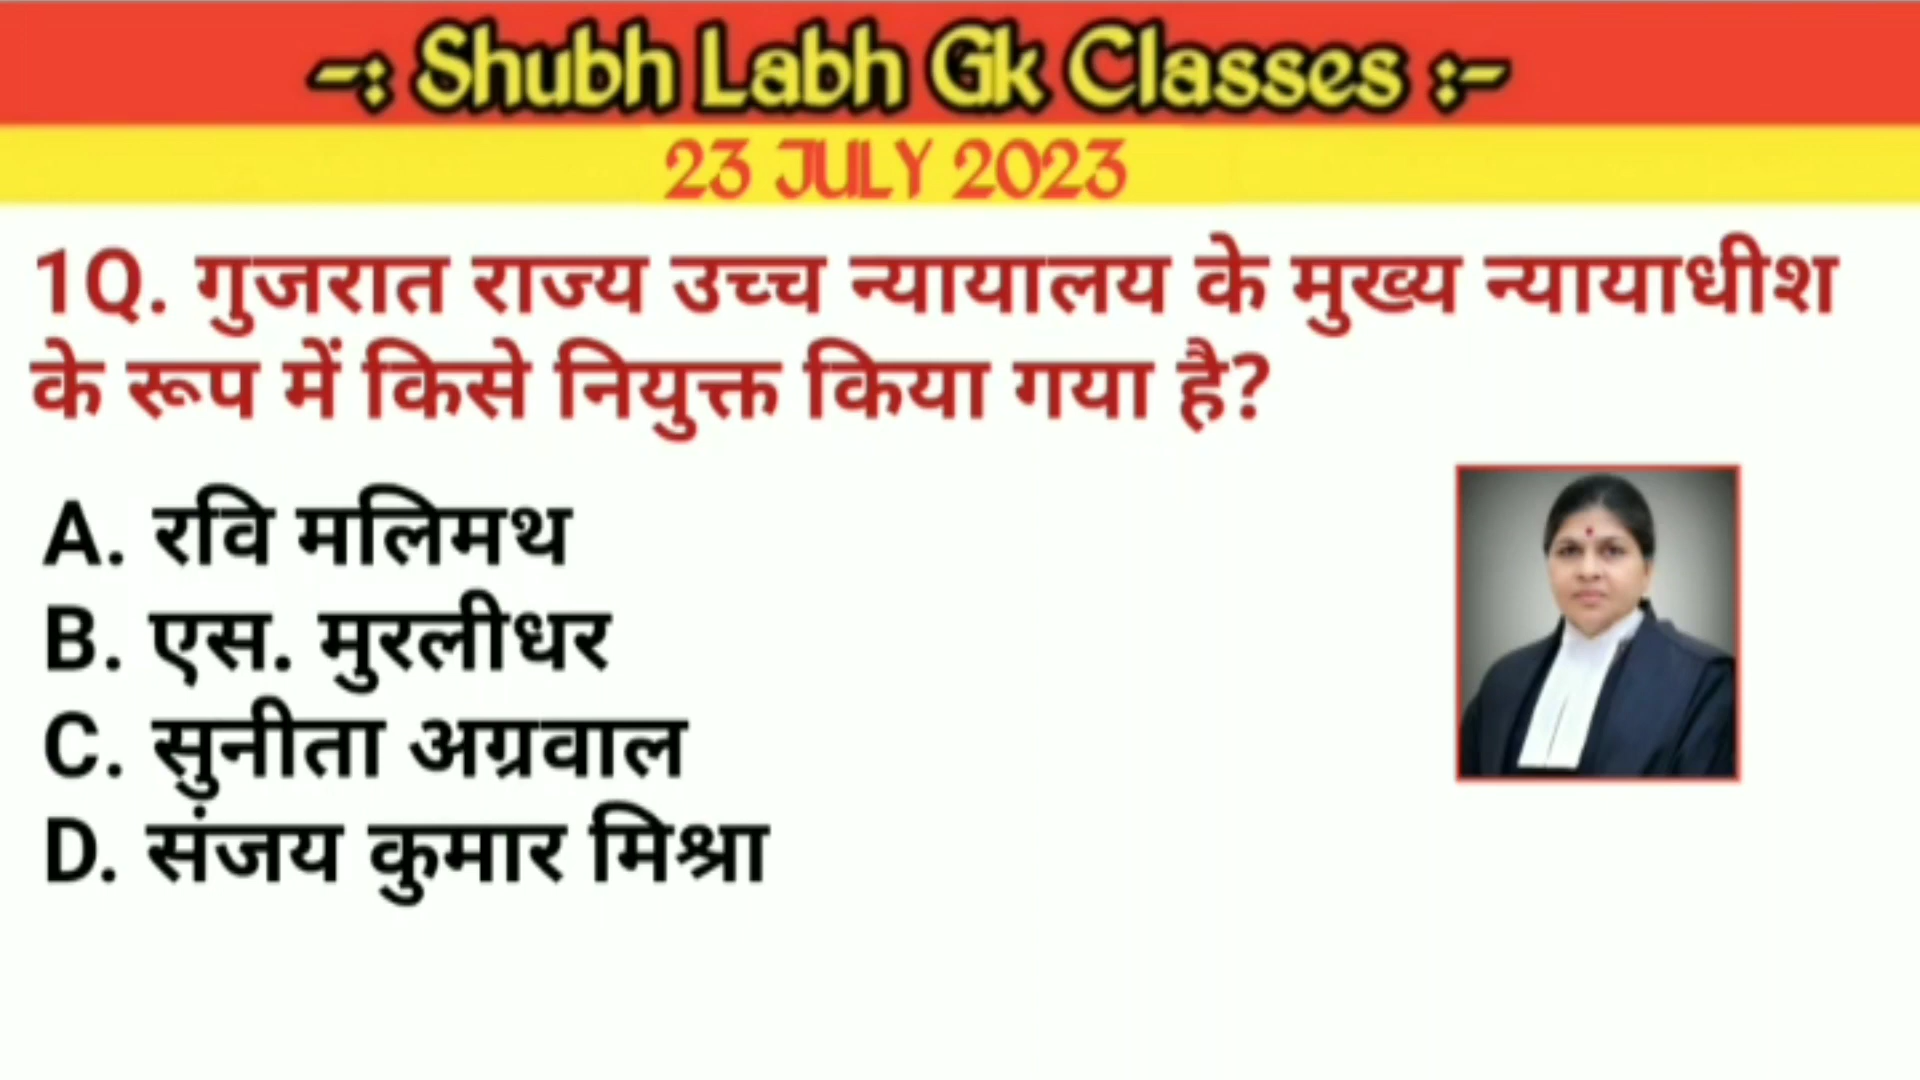 -: Shubh Labh Gk Classes :-
23 JULY 2023
1Q. गुजरात राज्य उच्च न्यायालय के मुख्य न्यायाधीश
के रूप में किसे नियुक्त किया गया है?
A. रवि मलिमथ
B. एस. मुरलीधर
C. सुनीता अग्रवाल
D. संजय कुमार मिश्रा